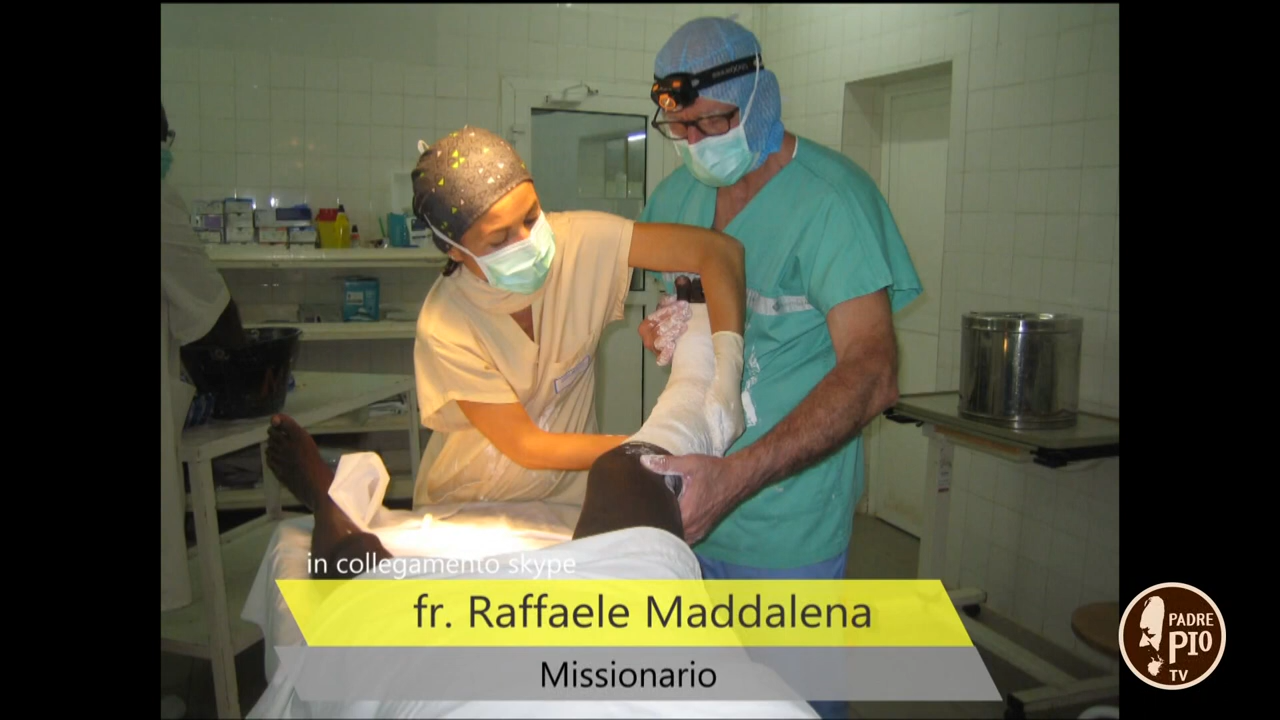 in collegamento skype
fr. Raffaele Maddalena
Missionario
PADRE
PIO
TV